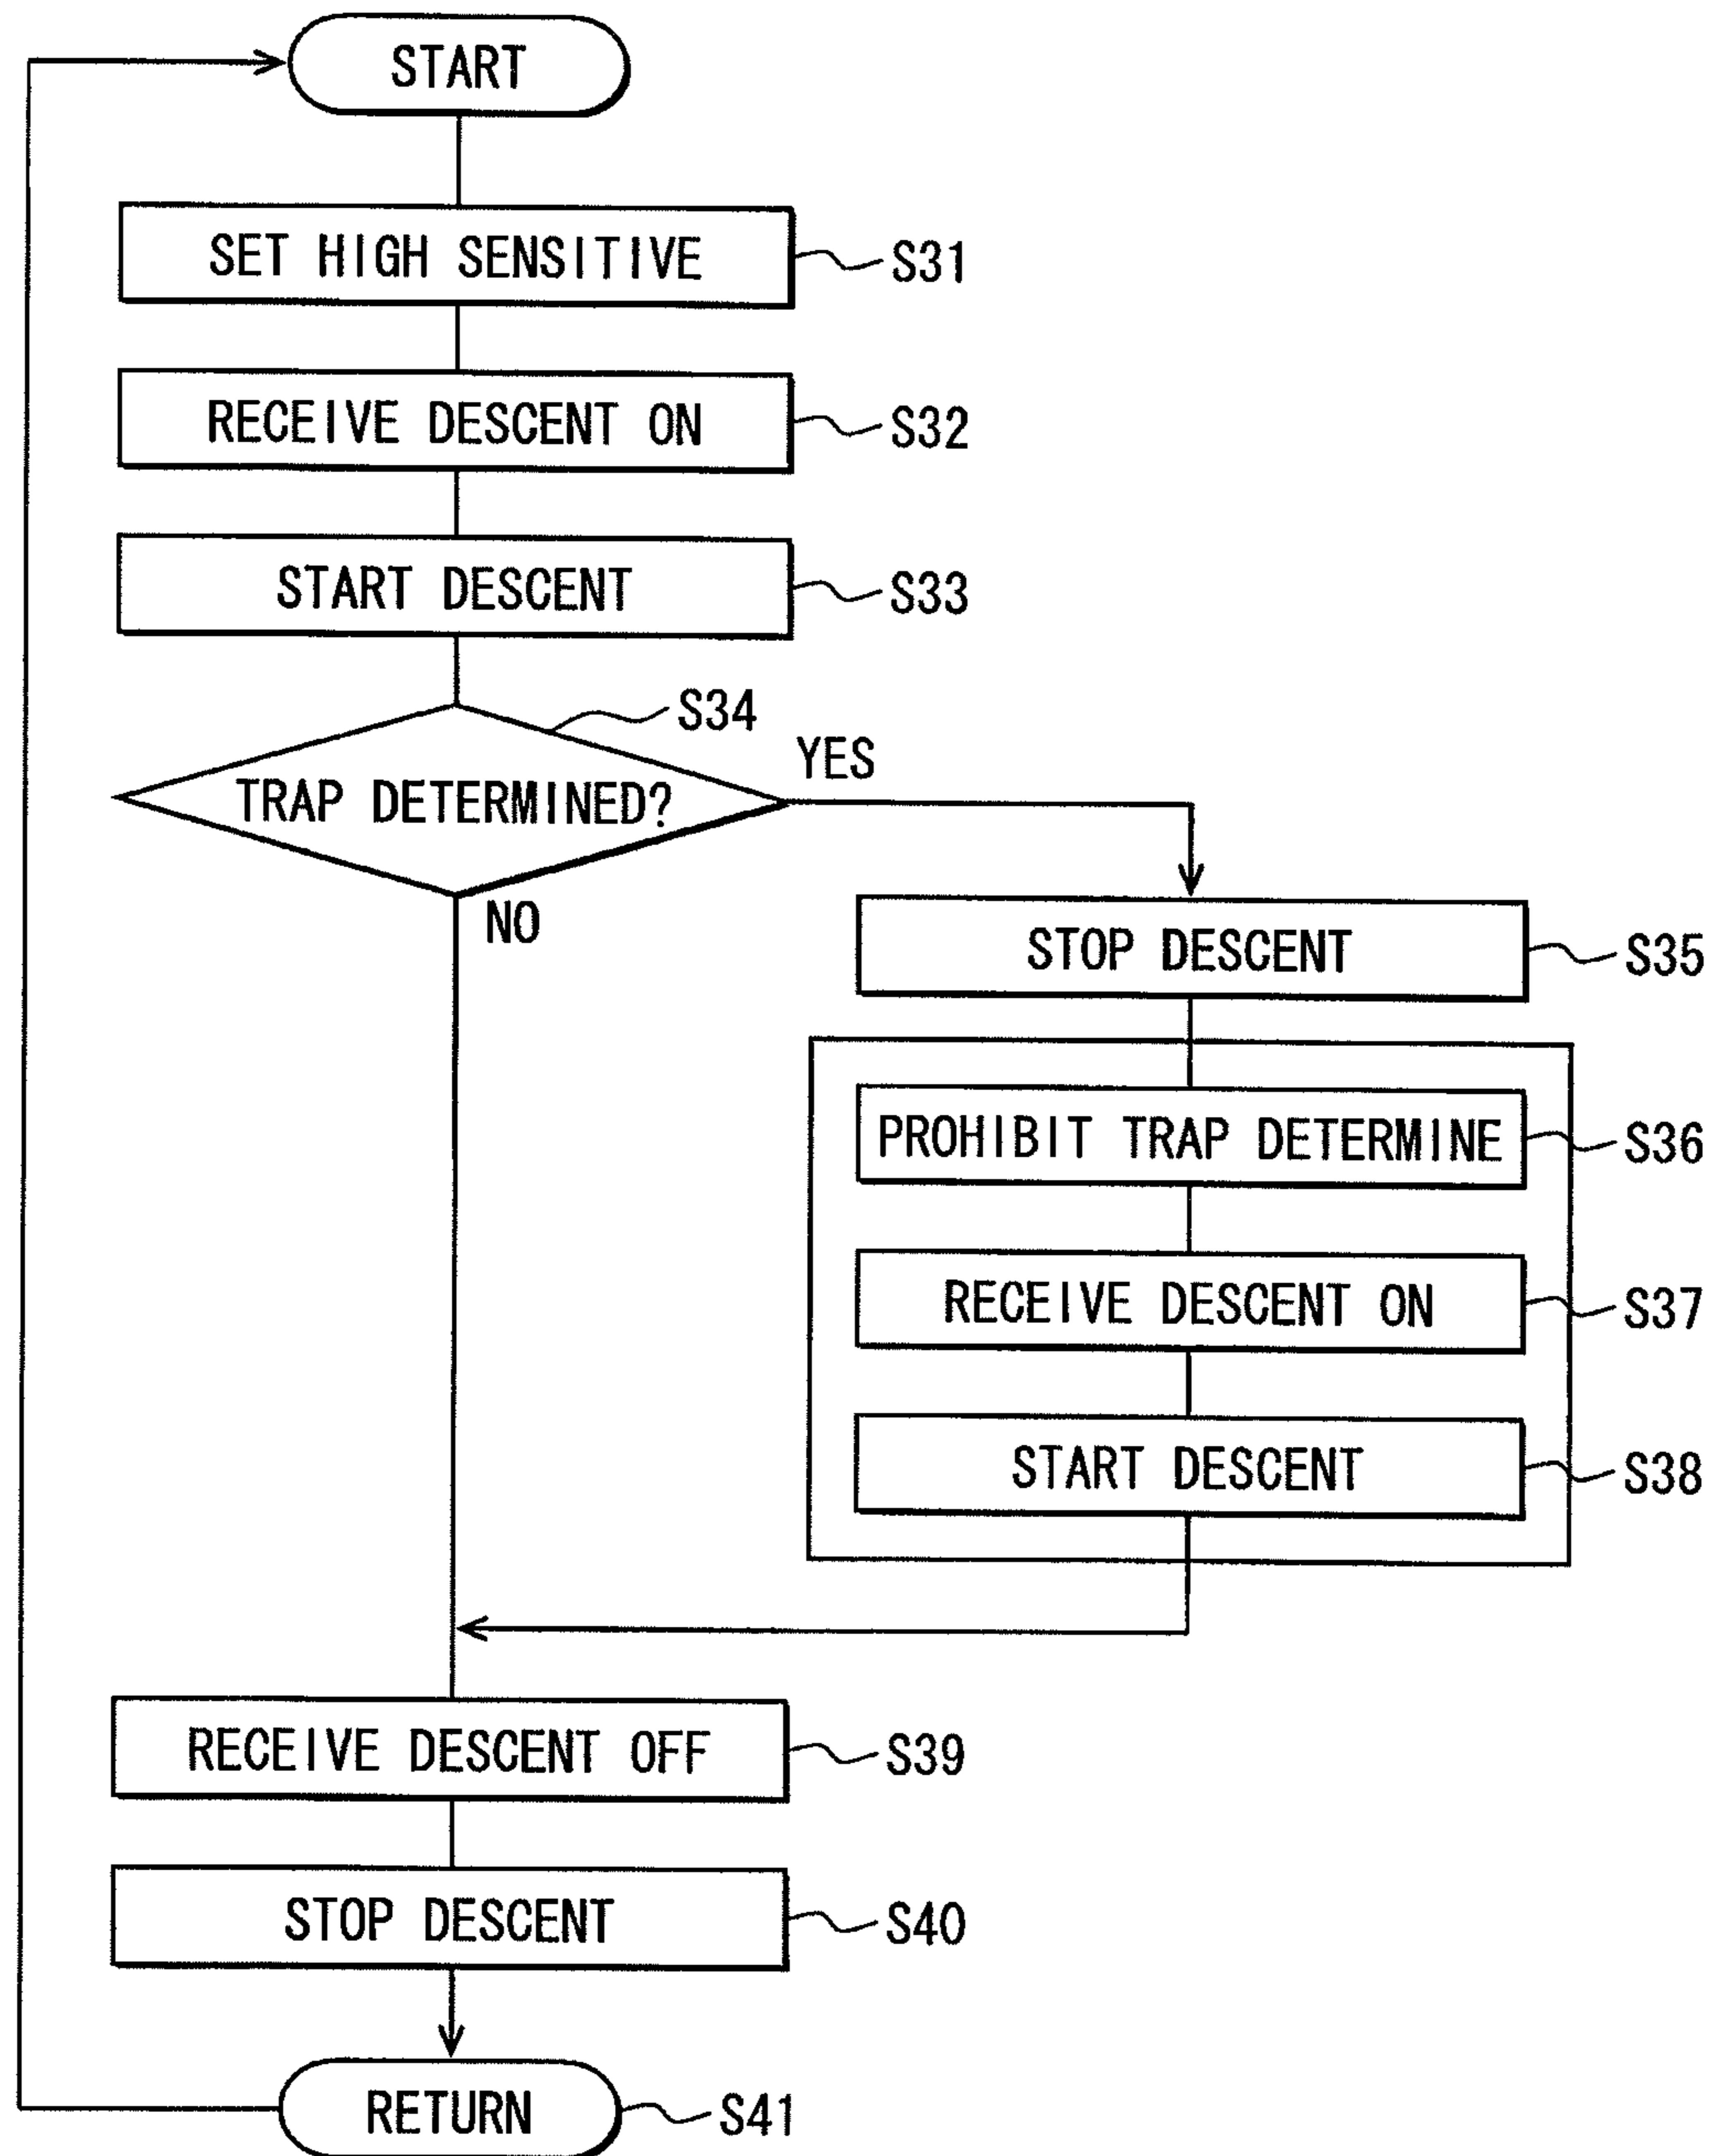 START
SET HIGH SENSITIVE
S31
RECEIVE DESCENT ON
S32
START DESCENT
S33
S34
TRAP DETERMINED?
YES
NO
STOP DESCENT
S35
PROHIBIT TRAP DETERMINE
S36
RECEIVE DESCENT ON
S37
START DESCENT
S38
RECEIVE DESCENT OFF
S39
STOP DESCENT
S40
RETURN
S41